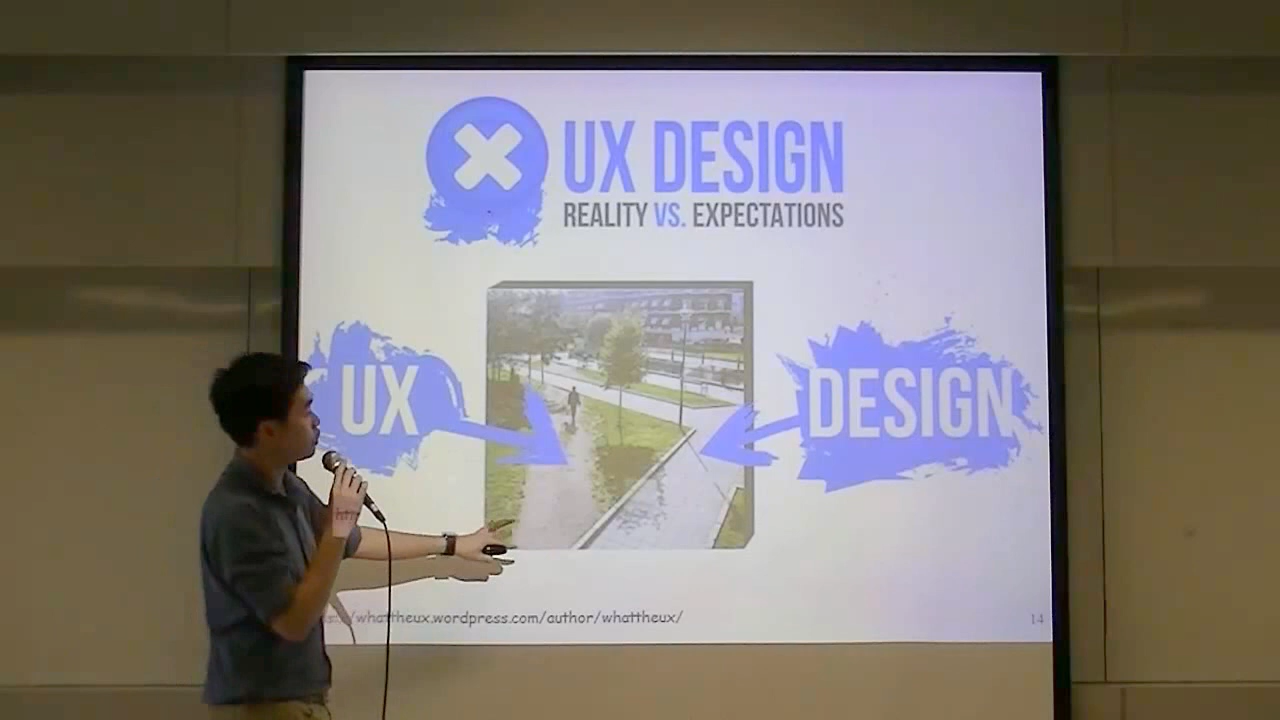 UX DESIGN
REALITY VS. EXPECTATIONS
UX
DESIGN
/whattheux.wordpress.com/author/whattheux/
14